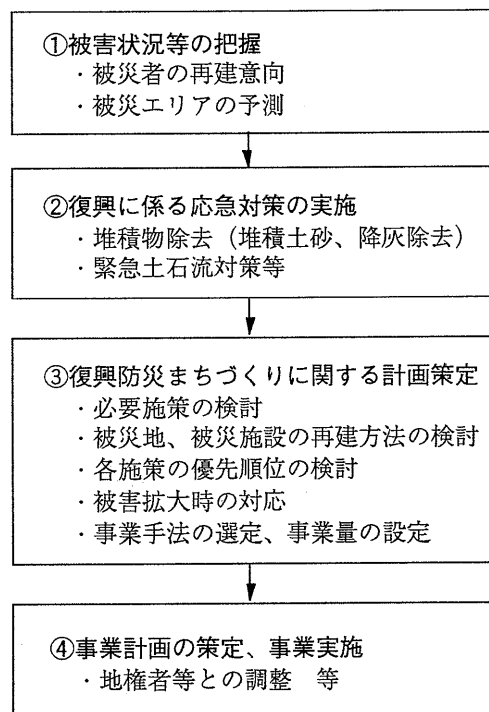 ①被害状況等の把握
・被災者の再建意向
・被災エリアの予測
②復興に係る応急対策の実施
・堆積物除去（堆積土砂、降灰除去）
・緊急土石流対策等
③復興防災まちづくりに関する計画策定
・必要施策の検討
・被災地、被災施設の再建方法の検討
・各施策の優先順位の検討
・被害拡大時の対応
・事業手法の選定、事業量の設定
④事業計画の策定、事業実施
・地権者等との調整　等